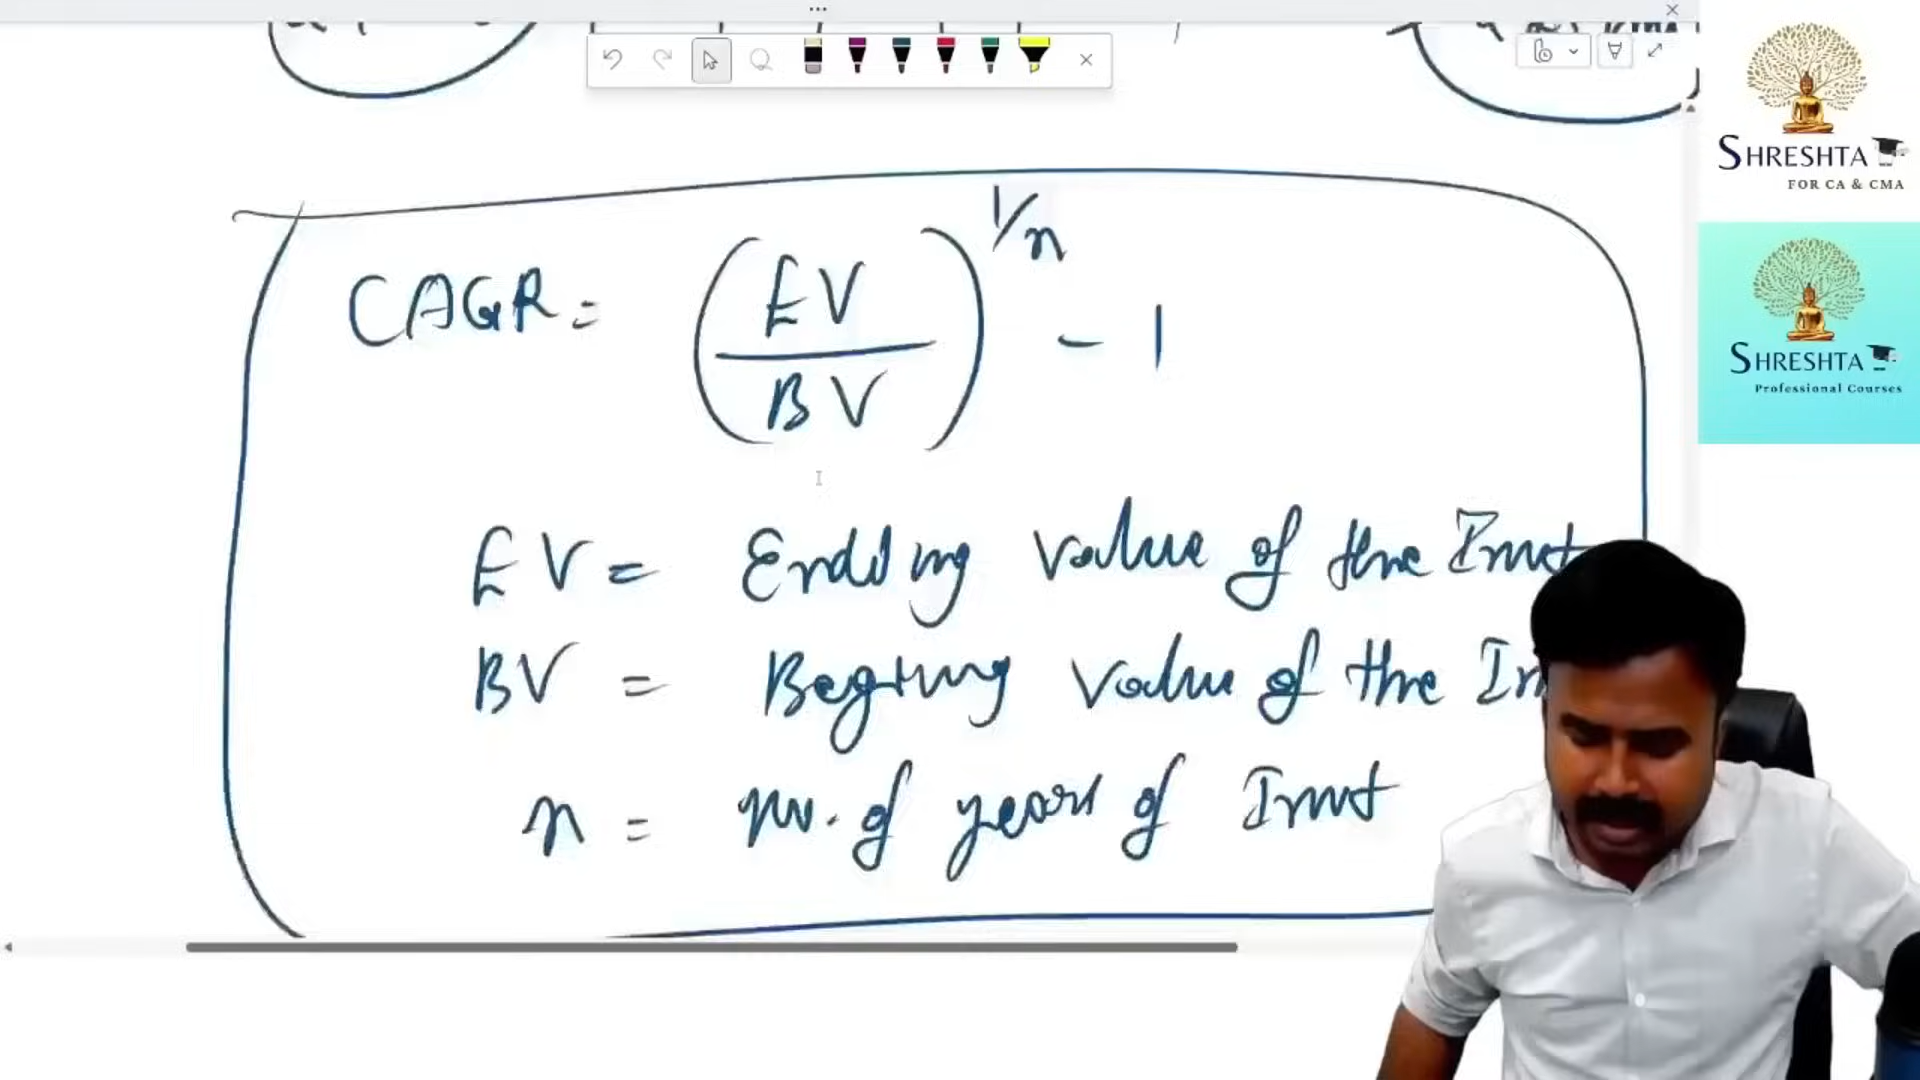 SHRESHTA
FOR CA & CMA
CAGR = (EV / BV)^1/n - 1
SHRESHTA
Professional Courses
EV = Ending value of the Invt
BV = Begining value of the In
n = no. of years of Invt